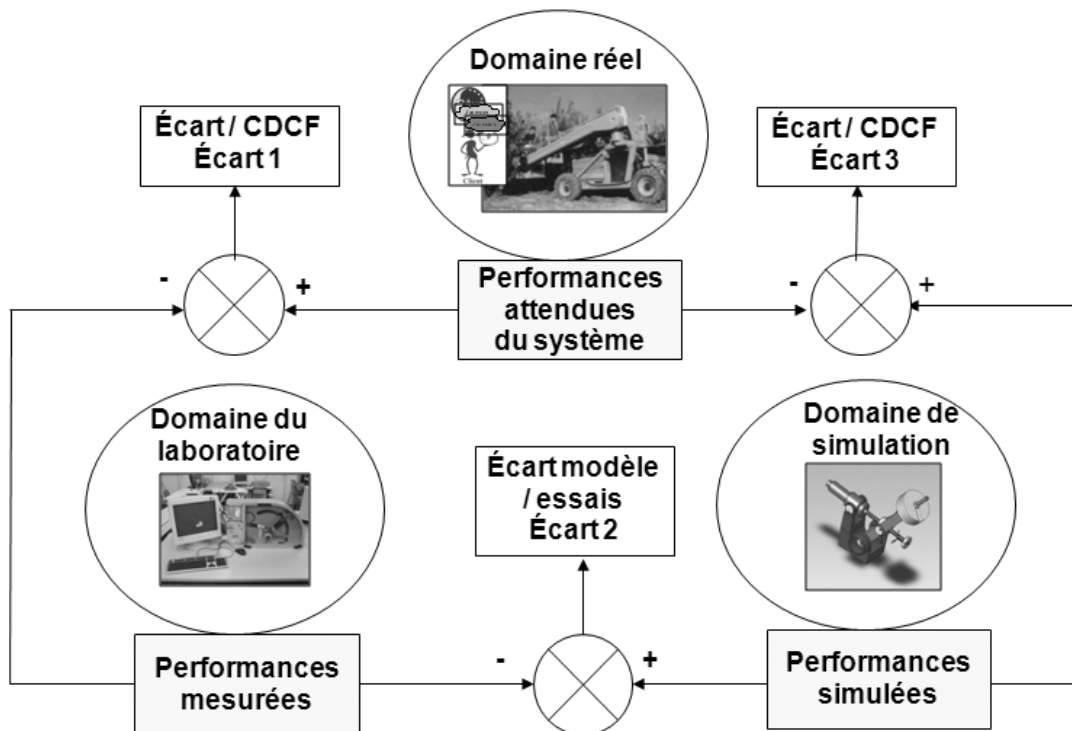 Domaine réel
Client
Écart / CDCF
Écart 1
Écart / CDCF
Écart 3
- + - +
Performances
attendues
du système
Domaine du
laboratoire
Écart modèle
/ essais
Écart 2
Domaine de
simulation
Performances
mesurées
- +
Performances
simulées